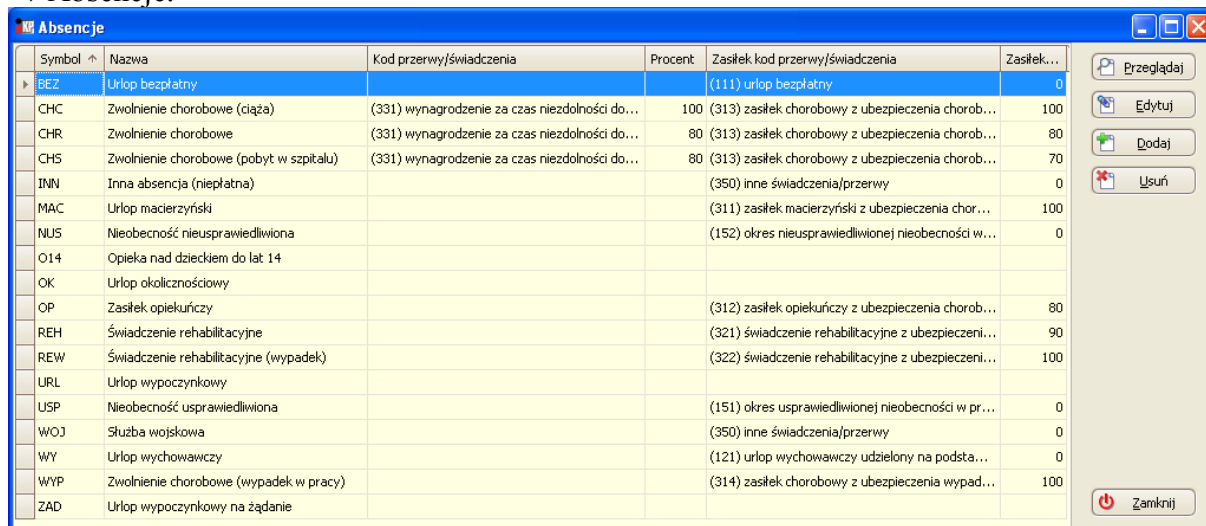 Absencje.
KP Absencje
Symbol Nazwa Kod przerwy/świadczenia Procent Zasiłek kod przerwy/świadczenia Zasiłek...
BEZ Urlop bezpłatny (111) urlop bezpłatny 0
CHC Zwolnienie chorobowe (ciąża) (331) wynagrodzenie za czas niezdolności do... 100 (313) zasiłek chorobowy z ubezpieczenia chorob... 100
CHR Zwolnienie chorobowe (331) wynagrodzenie za czas niezdolności do... 80 (313) zasiłek chorobowy z ubezpieczenia chorob... 80
CHS Zwolnienie chorobowe (pobyt w szpitalu) (331) wynagrodzenie za czas niezdolności do... 80 (313) zasiłek chorobowy z ubezpieczenia chorob... 70
INN Inna absencja (niepłatna) (350) inne świadczenia/przerwy 0
MAC Urlop macierzyński (311) zasiłek macierzyński z ubezpieczenia chor... 100
NUS Nieobecność nieusprawiedliwiona (152) okres nieusprawiedliwionej nieobecności w... 0
O14 Opieka nad dzieckiem do lat 14
OK Urlop okolicznościowy
OP Zasiłek opiekuńczy (312) zasiłek opiekuńczy z ubezpieczenia chorob... 80
REH Świadczenie rehabilitacyjne (321) świadczenie rehabilitacyjne z ubezpieczeni... 90
REW Świadczenie rehabilitacyjne (wypadek) (322) świadczenie rehabilitacyjne z ubezpieczeni... 100
URL Urlop wypoczynkowy
USP Nieobecność usprawiedliwiona (151) okres usprawiedliwionej nieobecności w pr... 0
WOJ Służba wojskowa (350) inne świadczenia/przerwy 0
WY Urlop wychowawczy (121) urlop wychowawczy udzielony na podsta... 0
WYP Zwolnienie chorobowe (wypadek w pracy) (314) zasiłek chorobowy z ubezpieczenia wypad... 100
ZAD Urlop wypoczynkowy na żądanie
Przeglądaj
Edytuj
Dodaj
Usuń
Zamknij